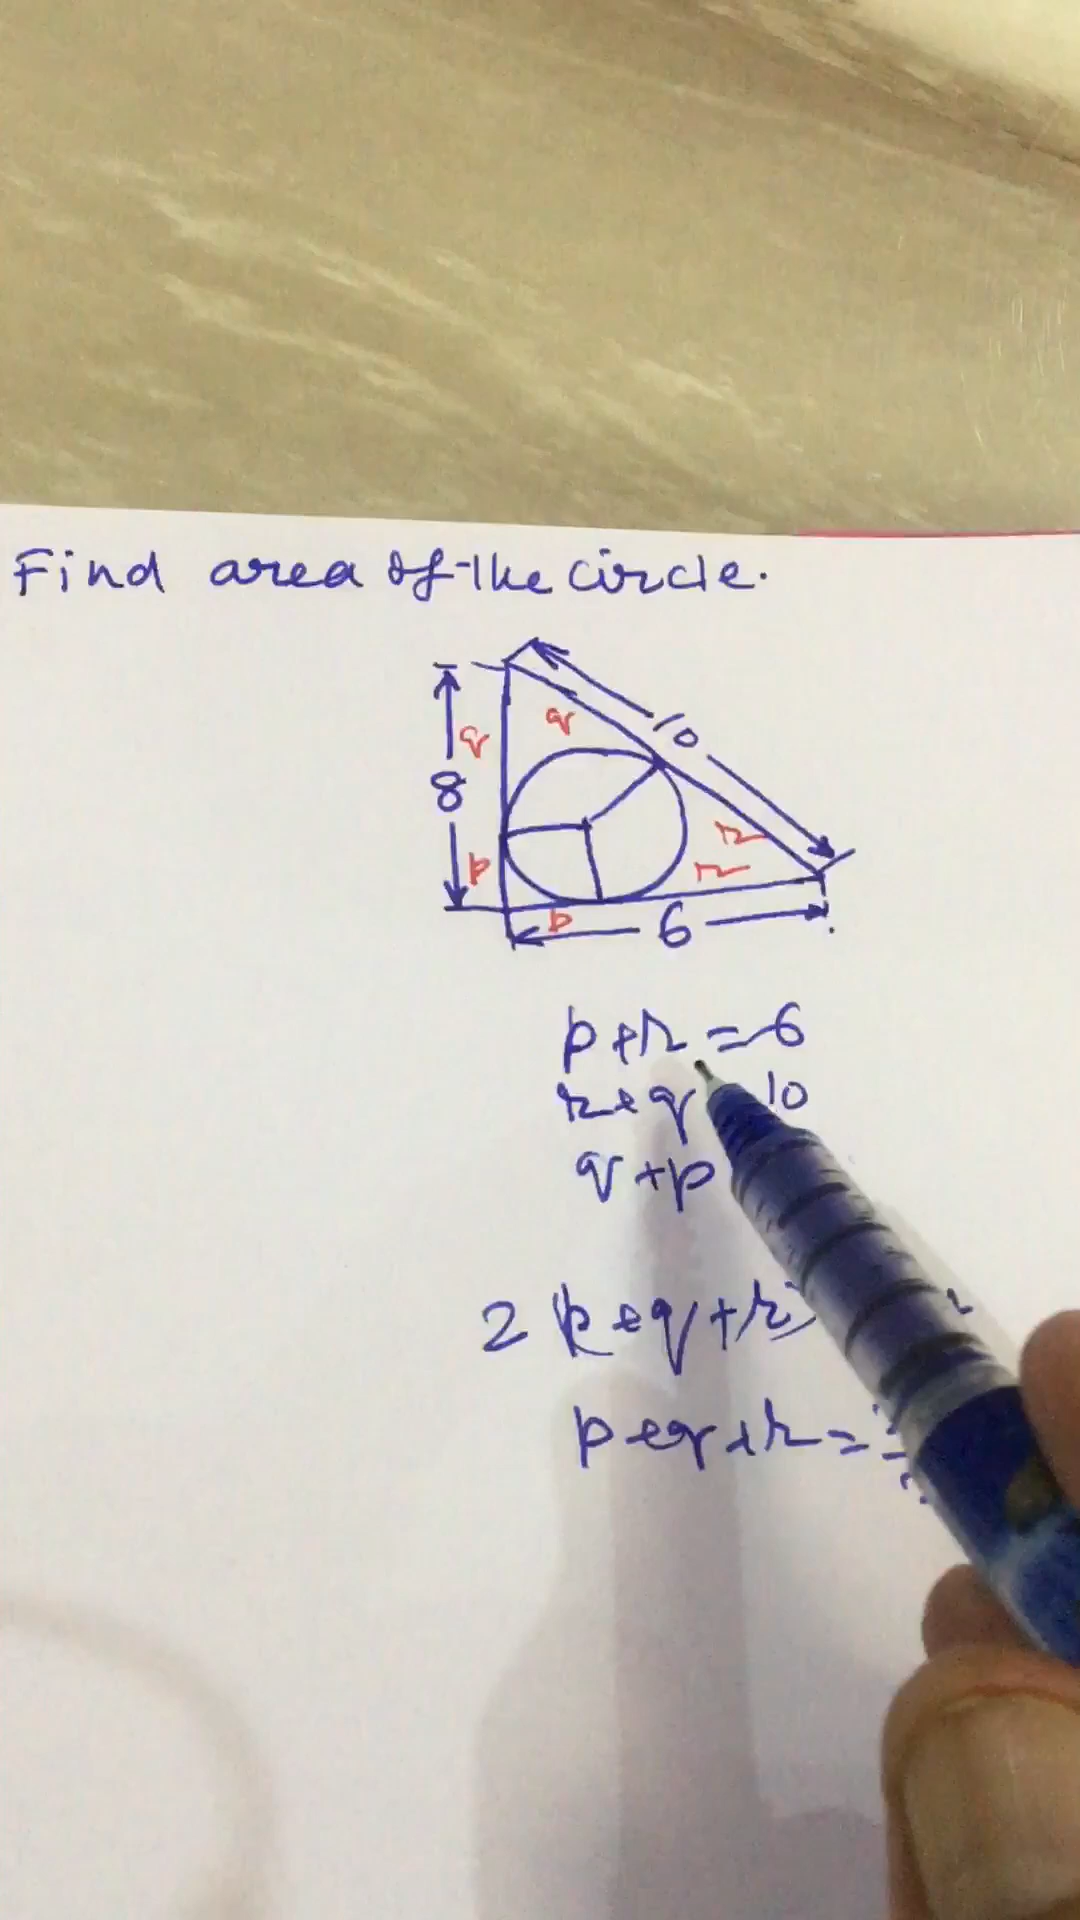 Find area of the circle.
10
q q
8
p r
r
p 6
p+r=6
r+q 10
q+p
2 (p+q+r)
p+q+r=